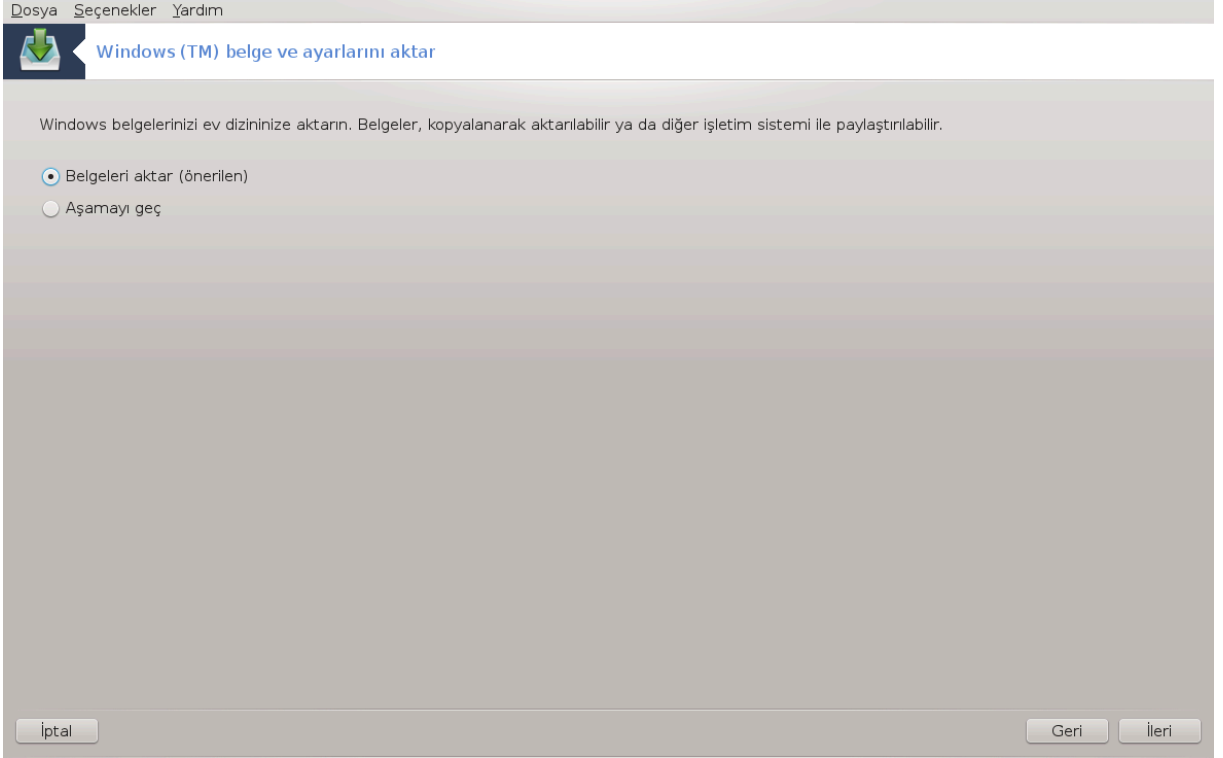 Dosya Seçenekler Yardım
Windows (TM) belge ve ayarlarını aktar
Windows belgelerinizi ev dizininize aktarın. Belgeler, kopyalanarak aktarılabilir ya da diğer işletim sistemi ile paylaştırılabilir.
Belgeleri aktar (önerilen)
Aşamayı geç
İptal Geri İleri